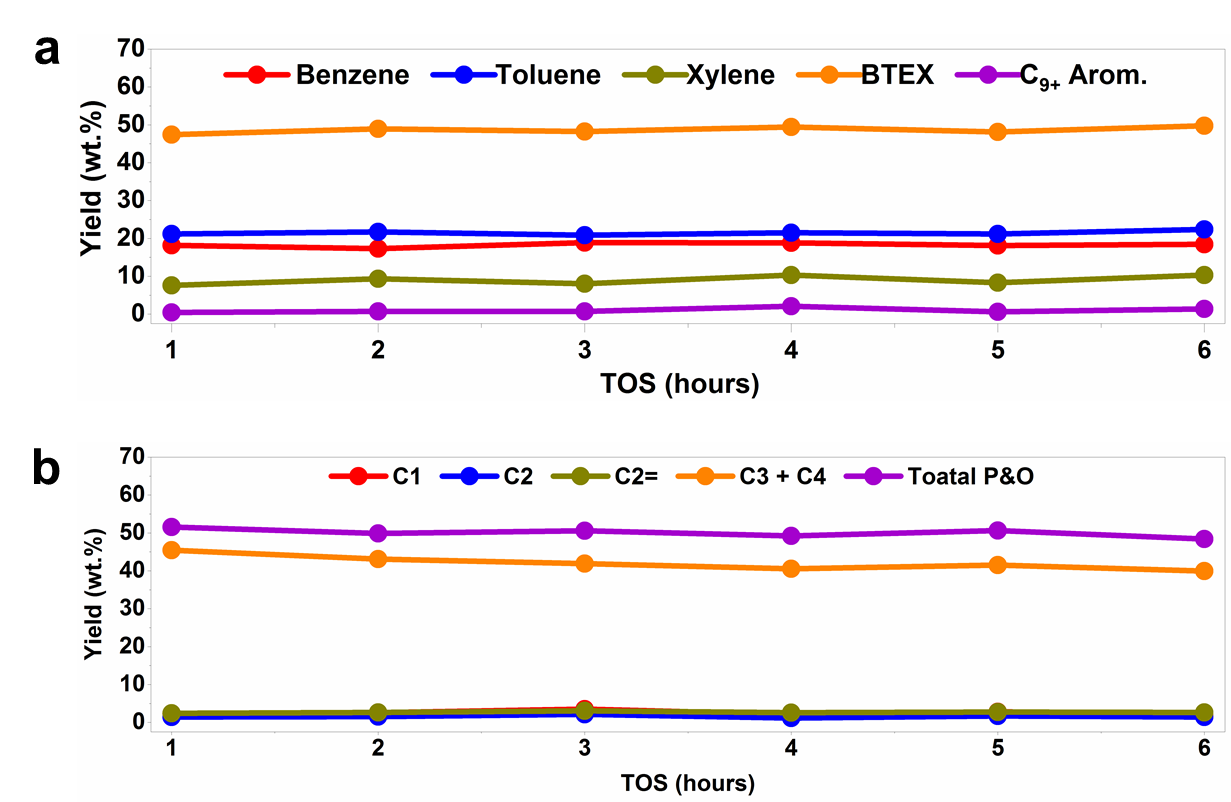 a
Benzene Toluene Xylene BTEX C9+ Arom.
Yield (wt.%)
70
60
50
40
30
20
10
0
1 2 3 4 5 6
TOS (hours)
b
C1 C2 C2= C3 + C4 Toatal P&O
Yield (wt.%)
70
60
50
40
30
20
10
0
1 2 3 4 5 6
TOS (hours)